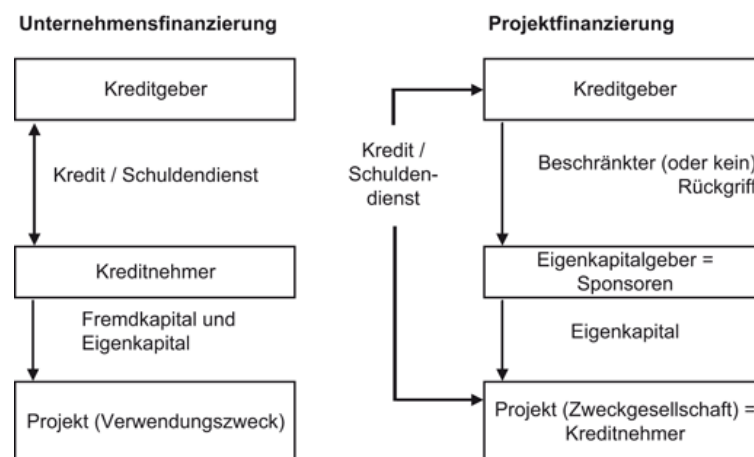 Unternehmensfinanzierung
Kreditgeber
Kredit / Schuldendienst
Kreditnehmer
Fremdkapital und
Eigenkapital
Projekt (Verwendungszweck)
Projektfinanzierung
Kreditgeber
Kredit /
Schulden-
dienst
Beschränkter (oder kein)
Rückgriff
Eigenkapitalgeber =
Sponsoren
Eigenkapital
Projekt (Zweckgesellschaft) =
Kreditnehmer